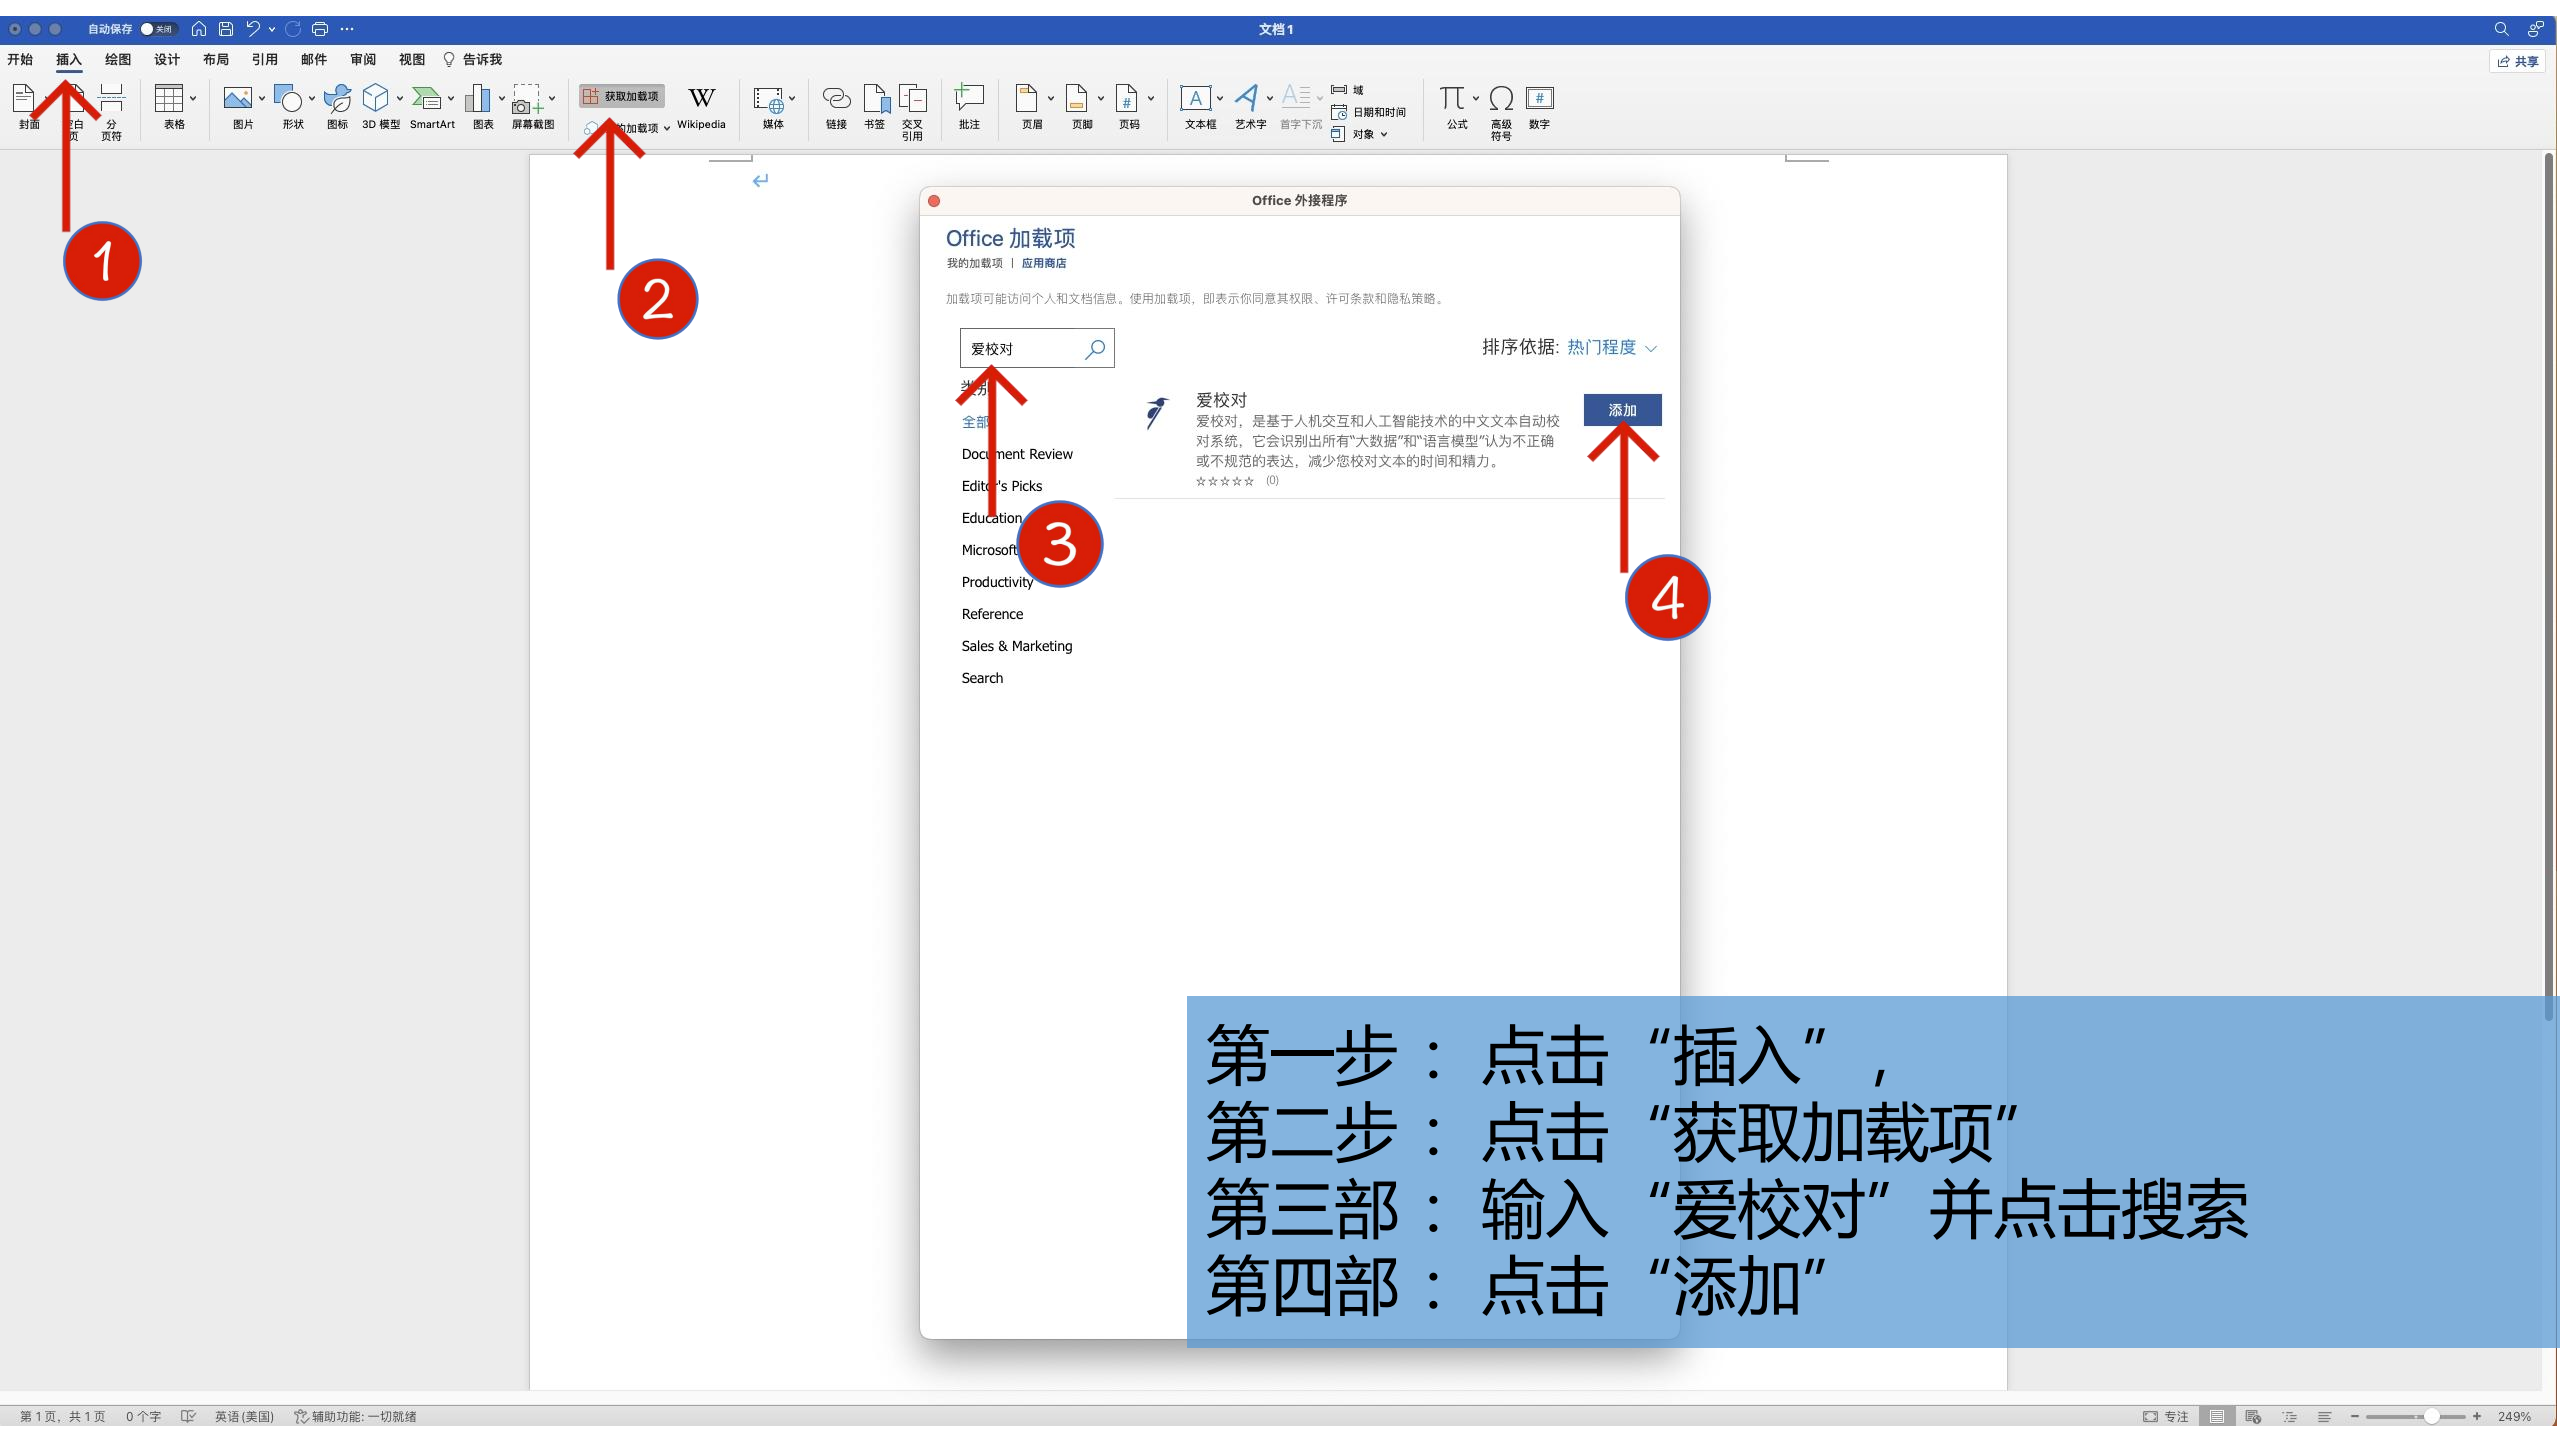 自动保存 关闭 文档1
开始 插入 绘图 设计 布局 引用 邮件 审阅 视图 告诉我 共享
封面 分页符 表格 图片 形状 图标 3D 模型 SmartArt 图表 屏幕截图 获取加载项 的加载项 W Wikipedia 媒体 链接 书签 交叉引用 批注 页眉 页脚 页码 文本框 艺术字 首字下沉 域 日期和时间 对象 公式 高级符号 数字
1
2
Office 外接程序
Office 加载项
我的加载项 | 应用商店
加载项可能访问个人和文档信息。使用加载项，即表示你同意其权限、许可条款和隐私策略。
爱校对
排序依据: 热门程度
类别
全部
Document Review
Editor's Picks
Education
Microsoft
Productivity
Reference
Sales & Marketing
Search
3
爱校对
爱校对，是基于人机交互和人工智能技术的中文文本自动校
对系统，它会识别出所有“大数据”和“语言模型”认为不正确
或不规范的表达，减少您校对文本的时间和精力。
☆☆☆☆☆ (0)
添加
4
第一步：点击“插入”,
第二步：点击“获取加载项”
第三部：输入“爱校对”并点击搜索
第四部：点击“添加”
第1页，共1页 0个字 英语(美国) 辅助功能: 一切就绪 专注 249%